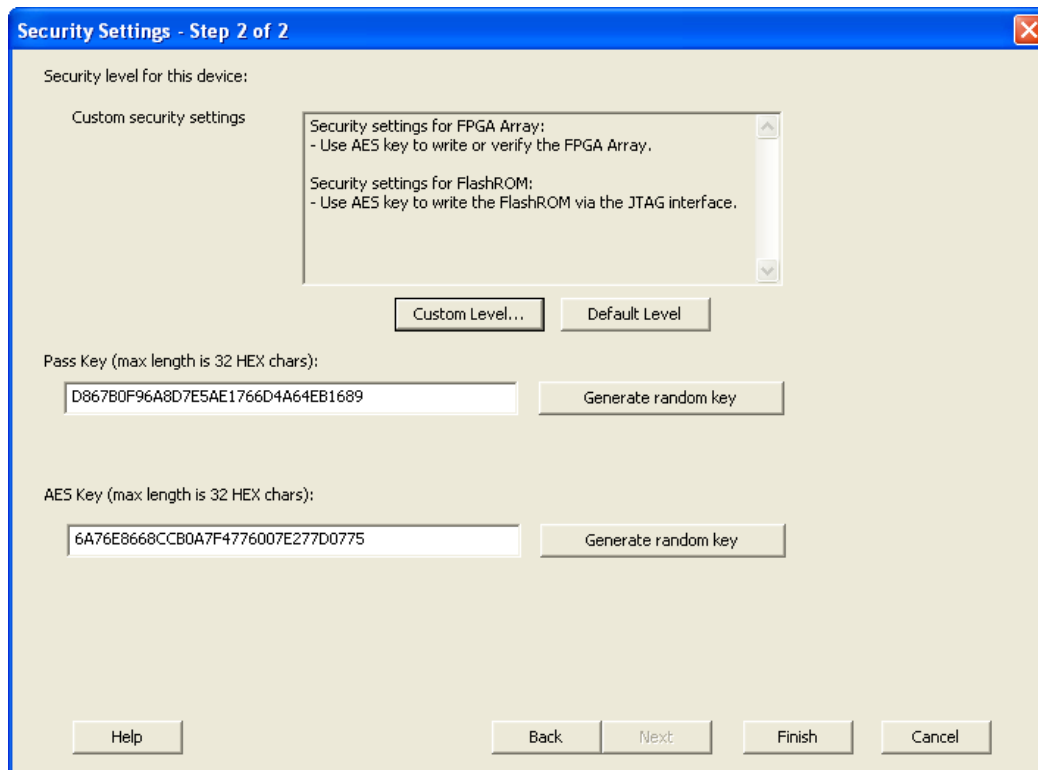 Security Settings - Step 2 of 2
Security level for this device:
Custom security settings
Security settings for FPGA Array:
- Use AES key to write or verify the FPGA Array.
Security settings for FlashROM:
- Use AES key to write the FlashROM via the JTAG interface.
Custom Level... Default Level
Pass Key (max length is 32 HEX chars):
D867B0F96A8D7E5AE1766D4A64EB1689 Generate random key
AES Key (max length is 32 HEX chars):
6A76E8668CCB0A7F4776007E277D0775 Generate random key
Help Back Next Finish Cancel